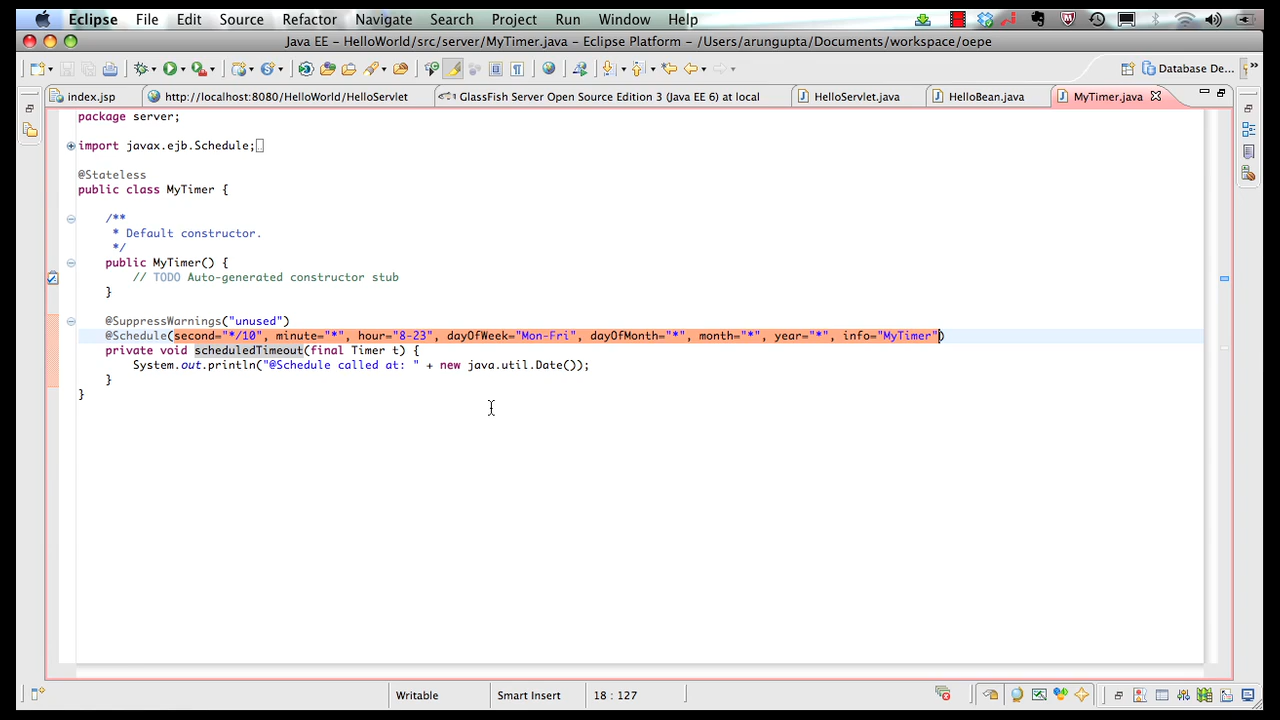 Eclipse File Edit Source Refactor Navigate Search Project Run Window Help
Java EE - HelloWorld/src/server/MyTimer.java - Eclipse Platform - /Users/arungupta/Documents/workspace/oepe
Database De...
index.jsp http://localhost:8080/HelloWorld/HelloServlet GlassFish Server Open Source Edition 3 (Java EE 6) at local HelloServlet.java HelloBean.java MyTimer.java
package server;
import javax.ejb.Schedule;
@Stateless
public class MyTimer {
/**
* Default constructor.
*/
public MyTimer() {
// TODO Auto-generated constructor stub
}
@SuppressWarnings("unused")
@Schedule(second="*/10", minute="*", hour="8-23", dayOfWeek="Mon-Fri", dayOfMonth="*", month="*", year="*", info="MyTimer")
private void scheduledTimeout(final Timer t) {
System.out.println("@Schedule called at: " + new java.util.Date());
}
}
Writable Smart Insert 18 : 127